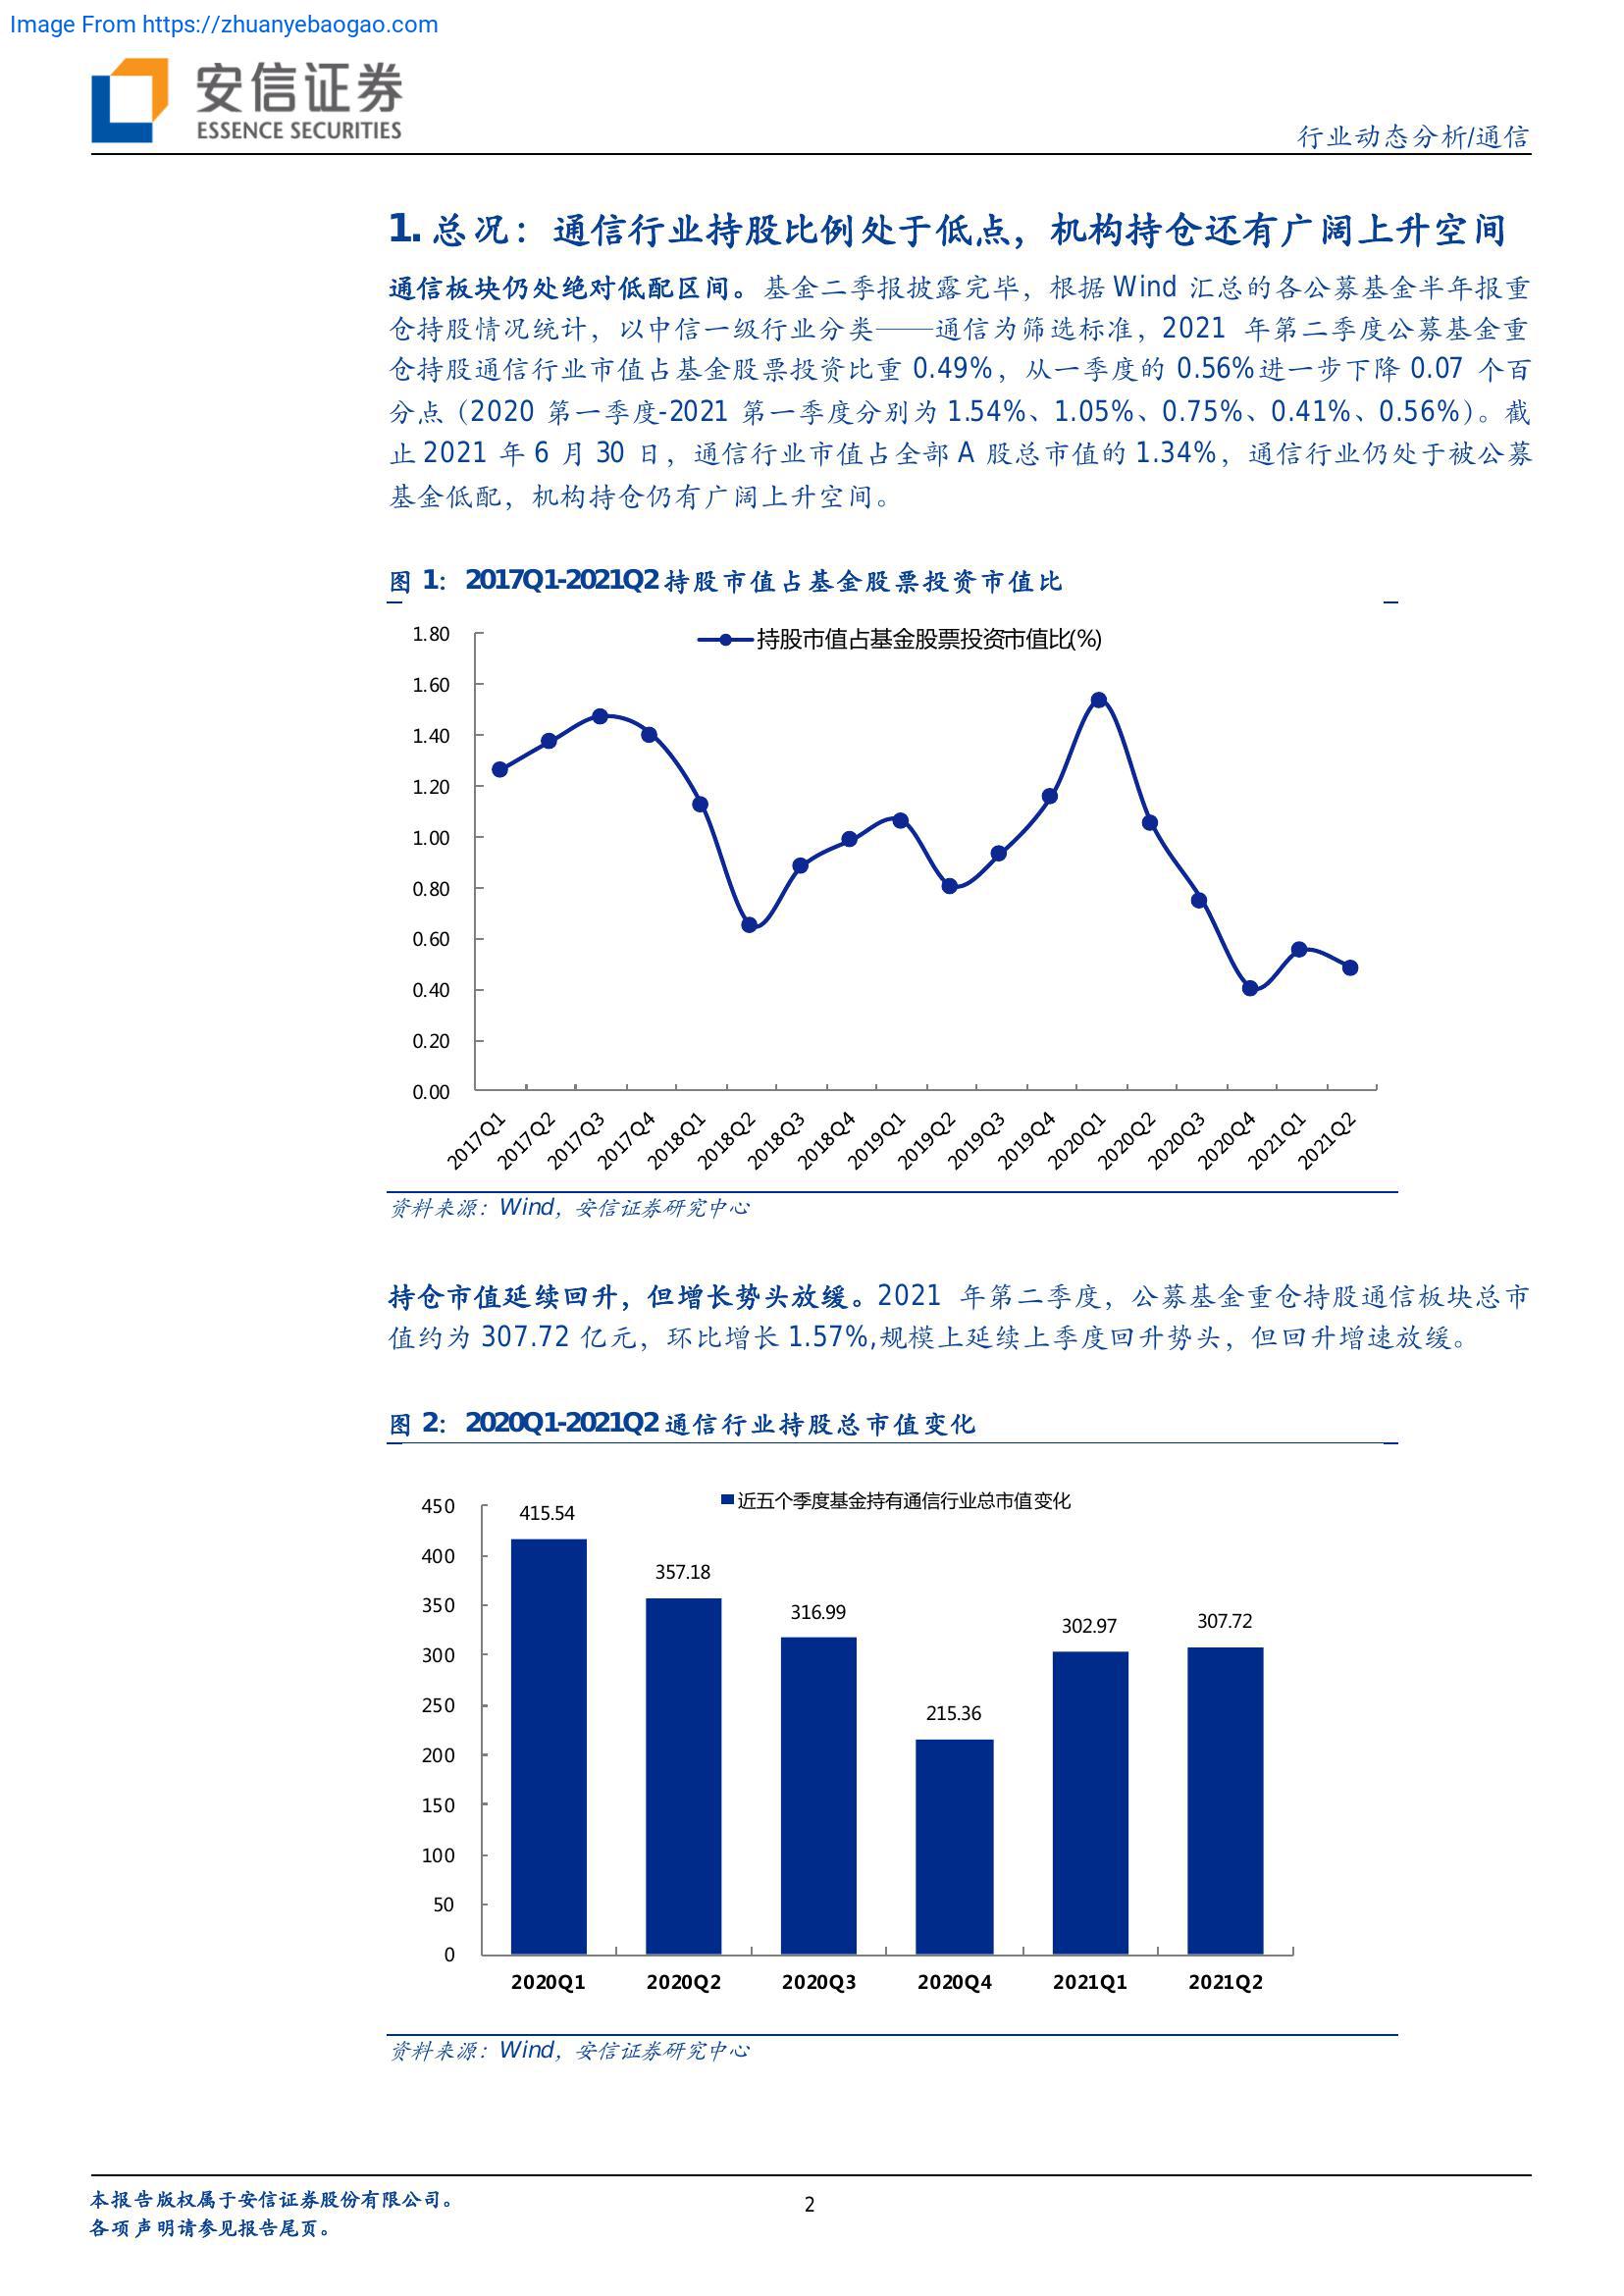 Image From https://zhuanyebaogao.com
安信证券
ESSENCE SECURITIES
行业动态分析/通信
1. 总况：通信行业持股比例处于低点，机构持仓还有广阔上升空间
通信板块仍处绝对低配区间。基金二季报披露完毕，根据 Wind 汇总的各公募基金半年报重
仓持股情况统计，以中信一级行业分类——通信为筛选标准，2021 年第二季度公募基金重
仓持股通信行业市值占基金股票投资比重 0.49%，从一季度的 0.56%进一步下降 0.07 个百
分点（2020 第一季度-2021 第一季度分别为 1.54%、1.05%、0.75%、0.41%、0.56%）。截
止 2021 年 6 月 30 日，通信行业市值占全部 A 股总市值的 1.34%，通信行业仍处于被公募
基金低配，机构持仓仍有广阔上升空间。
图 1：2017Q1-2021Q2 持股市值占基金股票投资市值比
持股市值占基金股票投资市值比(%)
1.80
1.60
1.40
1.20
1.00
0.80
0.60
0.40
0.20
0.00
2017Q1 2017Q2 2017Q3 2017Q4 2018Q1 2018Q2 2018Q3 2018Q4 2019Q1 2019Q2 2019Q3 2019Q4 2020Q1 2020Q2 2020Q3 2020Q4 2021Q1 2021Q2
资料来源：Wind，安信证券研究中心
持仓市值延续回升，但增长势头放缓。2021 年第二季度，公募基金重仓持股通信板块总市
值约为 307.72 亿元，环比增长 1.57%,规模上延续上季度回升势头，但回升增速放缓。
图 2：2020Q1-2021Q2 通信行业持股总市值变化
近五个季度基金持有通信行业总市值变化
450
400
350
300
250
200
150
100
50
0
415.54
357.18
316.99
215.36
302.97
307.72
2020Q1 2020Q2 2020Q3 2020Q4 2021Q1 2021Q2
资料来源：Wind，安信证券研究中心
本报告版权属于安信证券股份有限公司。
各项声明请参见报告尾页。
2